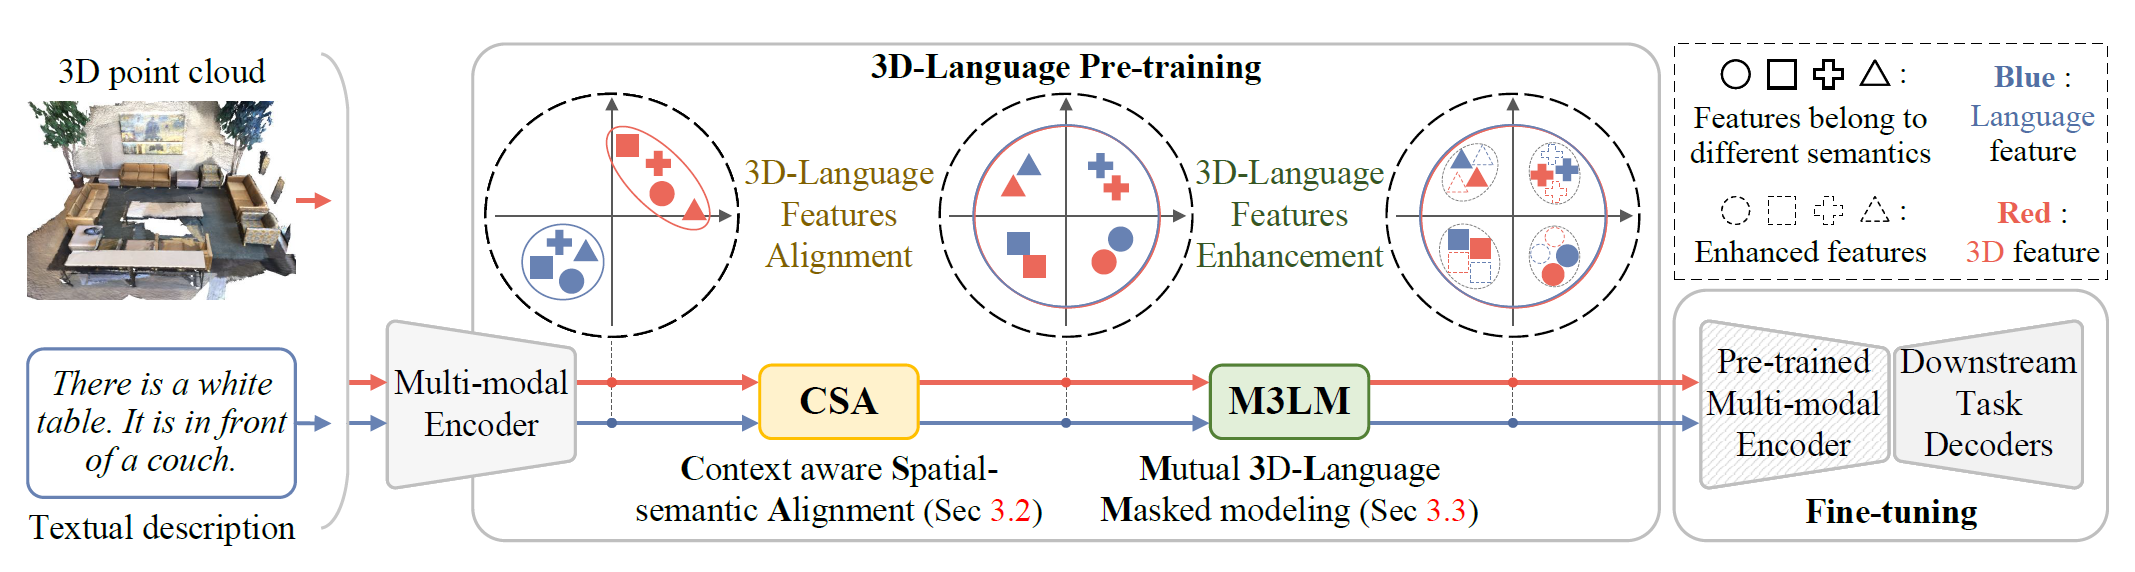 3D point cloud
There is a white
table. It is in front
of a couch.
Textual description
Multi-modal
Encoder
3D-Language Pre-training
3D-Language
Features
Alignment
3D-Language
Features
Enhancement
CSA
M3LM
Context aware Spatial-
semantic Alignment (Sec 3.2)
Mutual 3D-Language
Masked modeling (Sec 3.3)
:
Features belong to
different semantics
:
Enhanced features
Blue :
Language
feature
Red :
3D feature
Pre-trained
Multi-modal
Encoder
Downstream
Task
Decoders
Fine-tuning